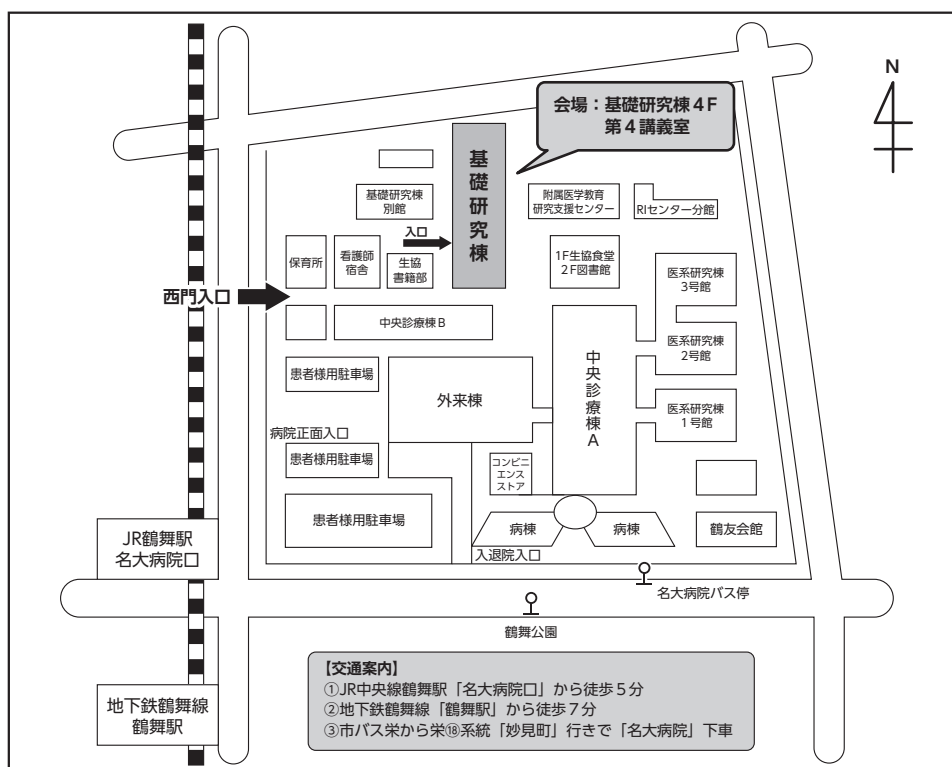 N
会場：基礎研究棟４F
第４講義室
基礎研究棟
基礎研究棟
別館
附属医学教育
研究支援センター
RIセンター分館
入口
保育所
看護師
宿舎
生協
書籍部
１F生協食堂
２F図書館
医系研究棟
３号館
西門入口
中央診療棟Ｂ
医系研究棟
２号館
中央診療棟Ａ
患者様用駐車場
外来棟
医系研究棟
１号館
病院正面入口
患者様用駐車場
コンビニ
エンス
ストア
患者様用駐車場
病棟
病棟
鶴友会館
JR鶴舞駅
名大病院口
入退院入口
名大病院バス停
鶴舞公園
地下鉄鶴舞線
鶴舞駅
【交通案内】
①JR中央線鶴舞駅「名大病院口」から徒歩５分
②地下鉄鶴舞線「鶴舞駅」から徒歩７分
③市バス栄から栄⑱系統「妙見町」行きで「名大病院」下車